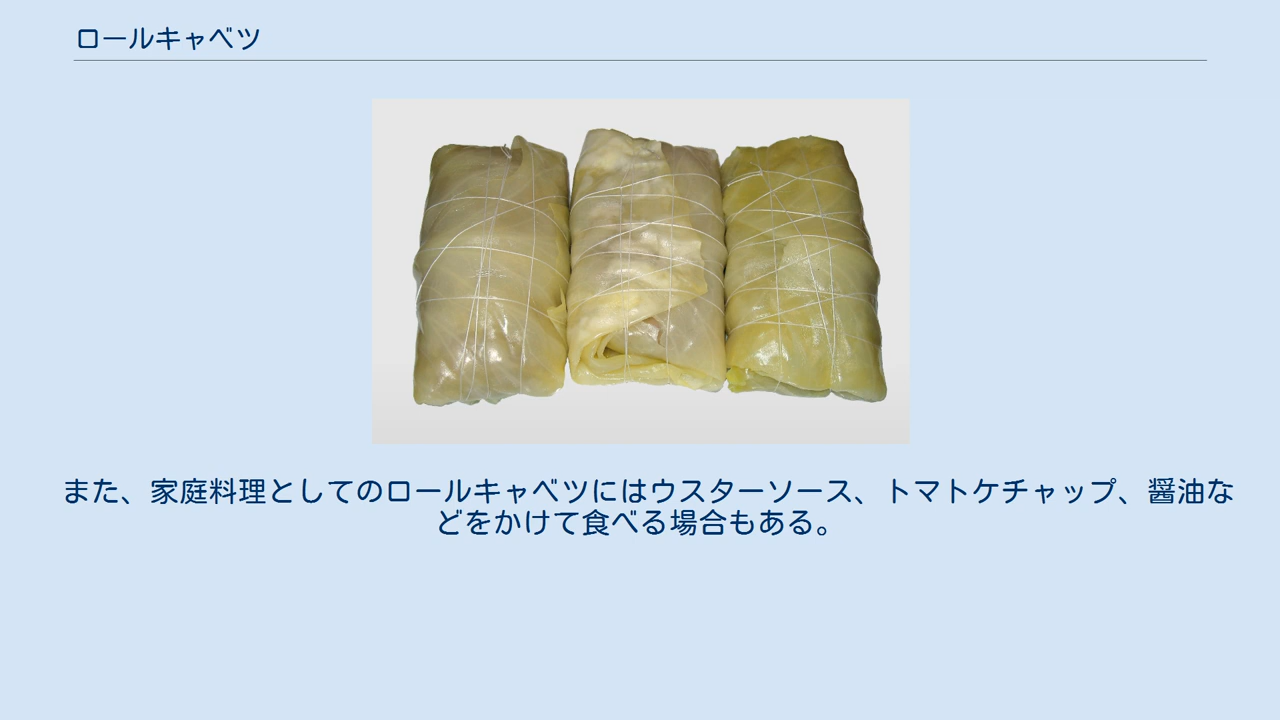 ロールキャベツ
また、家庭料理としてのロールキャベツにはウスターソース、トマトケチャップ、醤油な
どをかけて食べる場合もある。